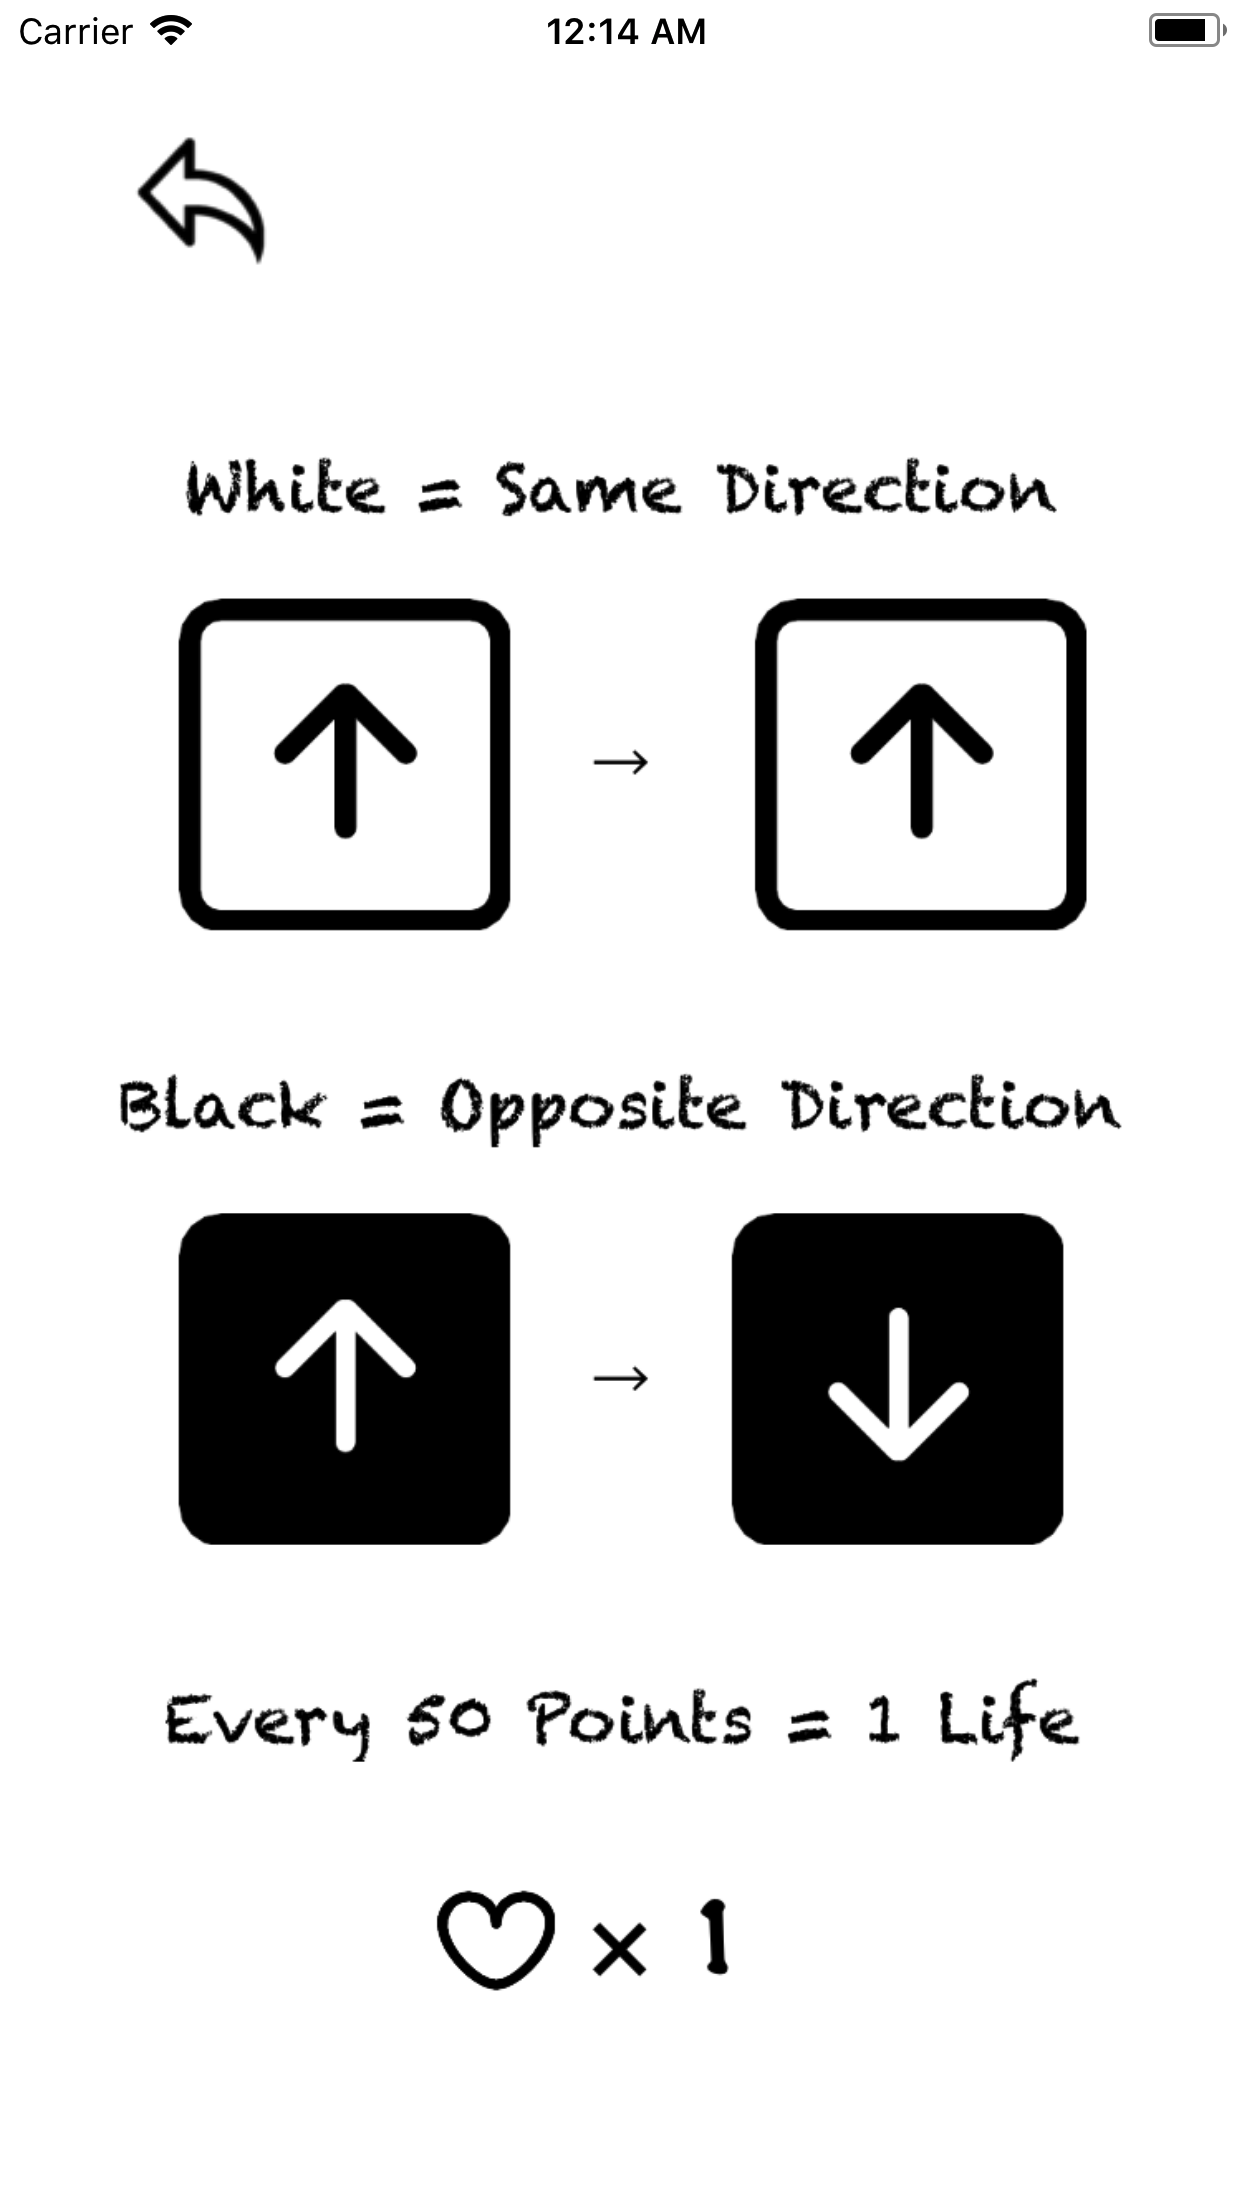 Carrier 12:14 AM
White = Same Direction
→
Black = Opposite Direction
→
Every 50 Points = 1 Life
× 1